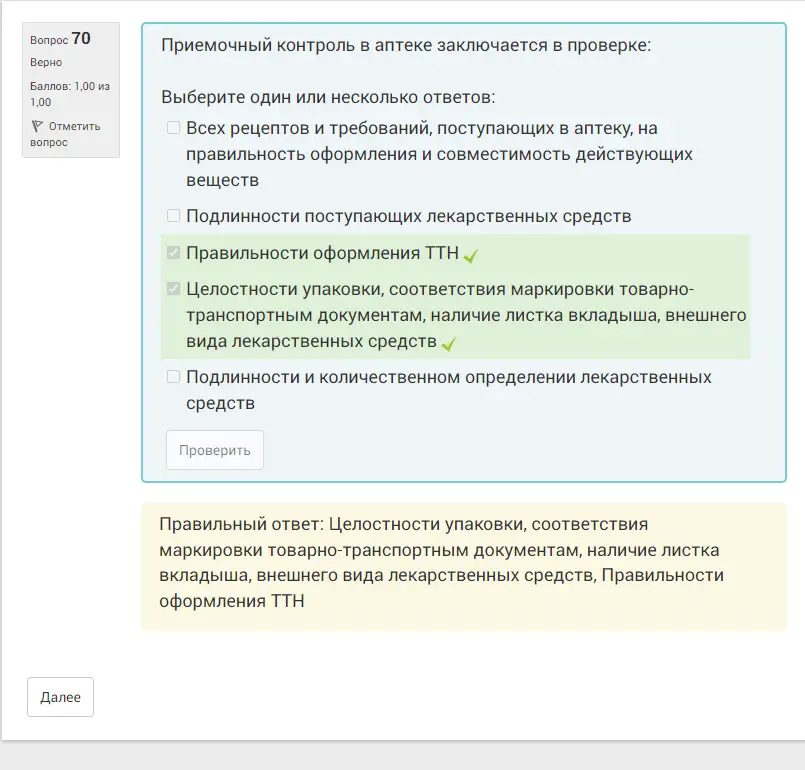 Вопрос 70
Верно
Баллов: 1,00 из
1,00
Отметить
вопрос
Приемочный контроль в аптеке заключается в проверке:
Выберите один или несколько ответов:
Всех рецептов и требований, поступающих в аптеку, на
правильность оформления и совместимость действующих
веществ
Подлинности поступающих лекарственных средств
Правильности оформления ТТН
Целостности упаковки, соответствия маркировки товарно-
транспортным документам, наличие листка вкладыша, внешнего
вида лекарственных средств
Подлинности и количественном определении лекарственных
средств
Проверить
Правильный ответ: Целостности упаковки, соответствия
маркировки товарно-транспортным документам, наличие листка
вкладыша, внешнего вида лекарственных средств, Правильности
оформления ТТН
Далее